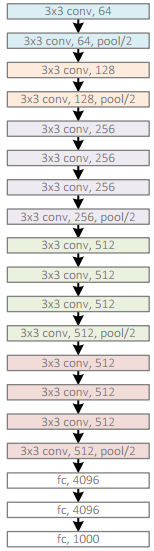 3x3 conv, 64
3x3 conv, 64, pool/2
3x3 conv, 128
3x3 conv, 128, pool/2
3x3 conv, 256
3x3 conv, 256
3x3 conv, 256
3x3 conv, 256, pool/2
3x3 conv, 512
3x3 conv, 512
3x3 conv, 512
3x3 conv, 512, pool/2
3x3 conv, 512
3x3 conv, 512
3x3 conv, 512
3x3 conv, 512, pool/2
fc, 4096
fc, 4096
fc, 1000